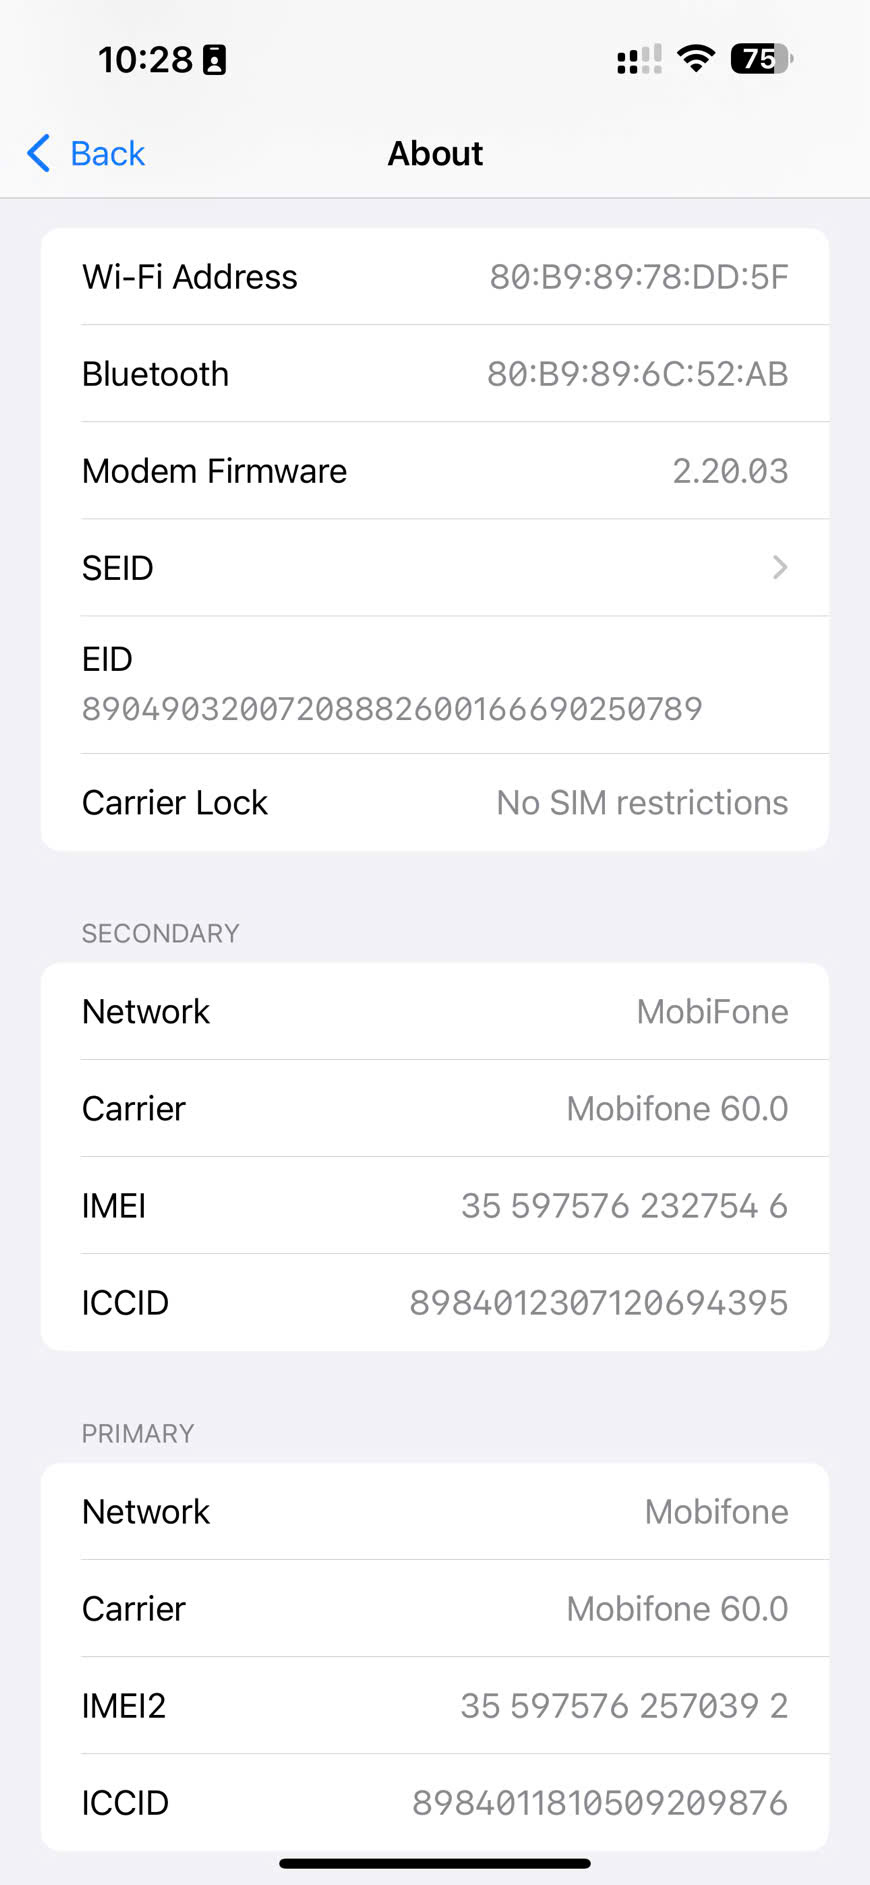 10:28
75
Back
About
Wi-Fi Address 80:B9:89:78:DD:5F
Bluetooth 80:B9:89:6C:52:AB
Modem Firmware 2.20.03
SEID
EID
89049032007208882600166690250789
Carrier Lock No SIM restrictions
SECONDARY
Network MobiFone
Carrier Mobifone 60.0
IMEI 35 597576 232754 6
ICCID 8984012307120694395
PRIMARY
Network Mobifone
Carrier Mobifone 60.0
IMEI2 35 597576 257039 2
ICCID 8984011810509209876